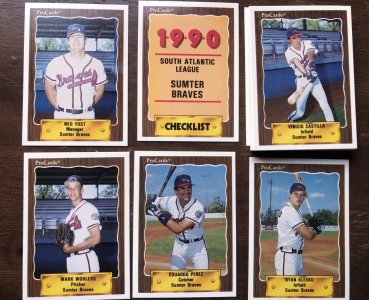 ProCards®
Braves
NED YOST
Manager
Sumter Braves
ProCards®
1990
SOUTH ATLANTIC
LEAGUE
SUMTER
BRAVES
CHECKLIST
ProCards®
VINICIO CASTILLA
Infield
Sumter Braves
ProCards®
MARK WOHLERS
Pitcher
Sumter Braves
ProCards®
EDUARDO PEREZ
Catcher
Sumter Braves
ProCards®
RYAN KLESKO
Infield
Sumter Braves